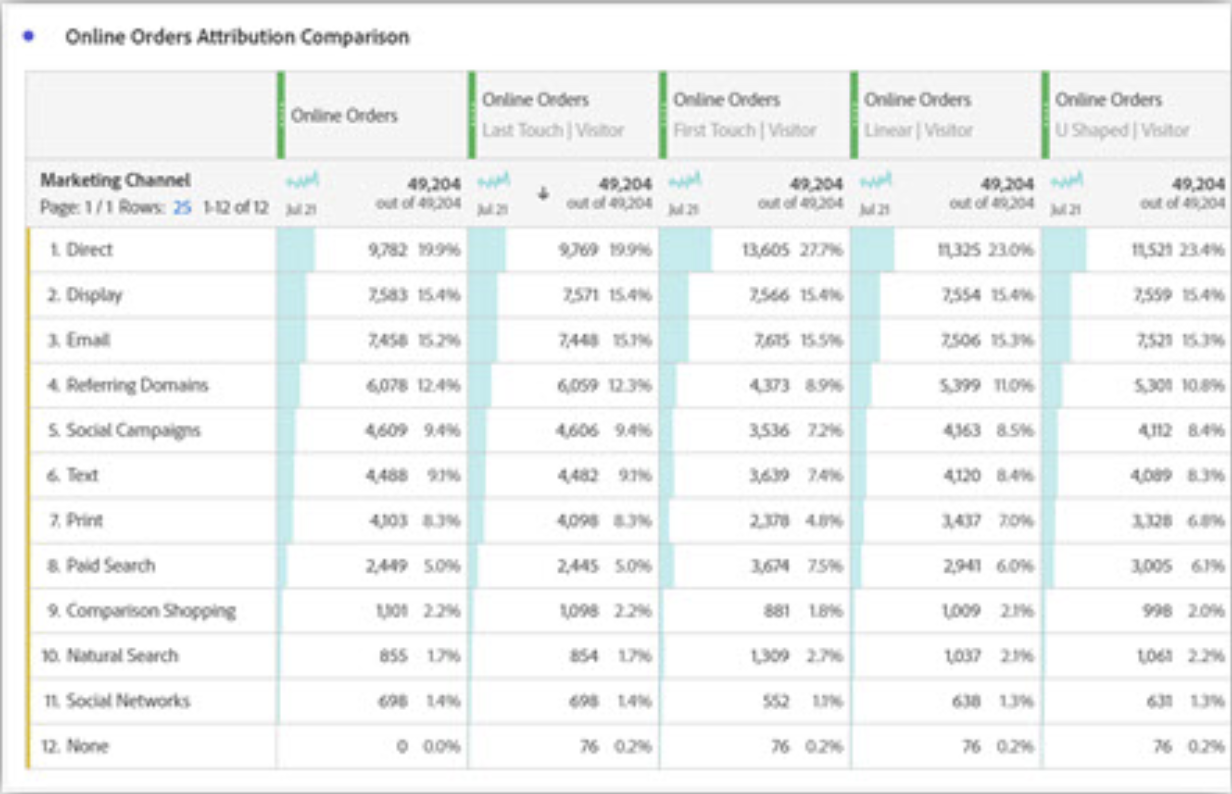 Online Orders Attribution Comparison
Online Orders
Online Orders
Last Touch | Visitor
Online Orders
First Touch | Visitor
Online Orders
Linear | Visitor
Online Orders
U Shaped | Visitor
Marketing Channel
Page: 1 / 1 Rows: 25 1-12 of 12
Jul 21 49,204 out of 49,204
Jul 21 49,204 out of 49,204
Jul 21 49,204 out of 49,204
Jul 21 49,204 out of 49,204
Jul 21 49,204 out of 49,204
1. Direct 9,782 19.9% 9,769 19.9% 13,605 27.7% 11,325 23.0% 11,521 23.4%
2. Display 7,583 15.4% 7,571 15.4% 7,566 15.4% 7,554 15.4% 7,559 15.4%
3. Email 7,458 15.2% 7,448 15.1% 7,615 15.5% 7,506 15.3% 7,521 15.3%
4. Referring Domains 6,078 12.4% 6,059 12.3% 4,373 8.9% 5,399 11.0% 5,301 10.8%
5. Social Campaigns 4,609 9.4% 4,606 9.4% 3,536 7.2% 4,163 8.5% 4,112 8.4%
6. Text 4,488 9.1% 4,482 9.1% 3,639 7.4% 4,120 8.4% 4,089 8.3%
7. Print 4,103 8.3% 4,098 8.3% 2,378 4.8% 3,437 7.0% 3,328 6.8%
8. Paid Search 2,449 5.0% 2,445 5.0% 3,674 7.5% 2,941 6.0% 3,005 6.1%
9. Comparison Shopping 1,101 2.2% 1,098 2.2% 881 1.8% 1,009 2.1% 998 2.0%
10. Natural Search 855 1.7% 854 1.7% 1,309 2.7% 1,037 2.1% 1,061 2.2%
11. Social Networks 698 1.4% 698 1.4% 552 1.1% 638 1.3% 631 1.3%
12. None 0 0.0% 76 0.2% 76 0.2% 76 0.2% 76 0.2%